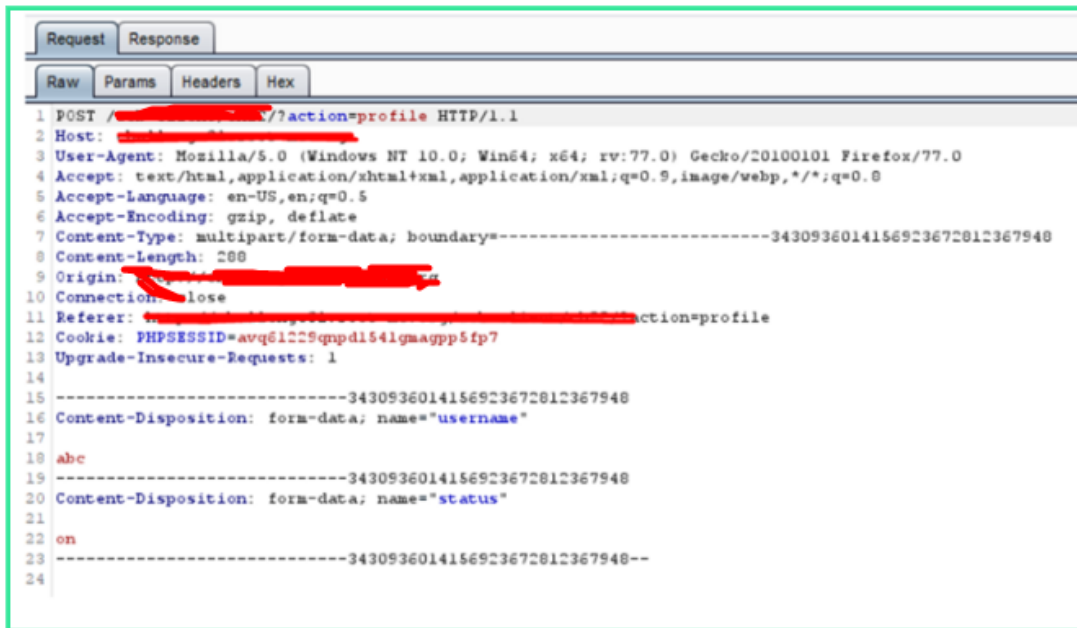 Request Response
Raw Params Headers Hex
1 POST / /?action=profile HTTP/1.1
2 Host:
3 User-Agent: Mozilla/5.0 (Windows NT 10.0; Win64; x64; rv:77.0) Gecko/20100101 Firefox/77.0
4 Accept: text/html,application/xhtml+xml,application/xml;q=0.9,image/webp,*/*;q=0.8
5 Accept-Language: en-US,en;q=0.5
6 Accept-Encoding: gzip, deflate
7 Content-Type: multipart/form-data; boundary=---------------------------3430936014156923672812367948
8 Content-Length: 288
9 Origin:
10 Connection: close
11 Referer: action=profile
12 Cookie: PHPSESSID=avq61229qnpd1541gmagpp5fp7
13 Upgrade-Insecure-Requests: 1
14
15 -----------------------------3430936014156923672812367948
16 Content-Disposition: form-data; name="username"
17
18 abc
19 -----------------------------3430936014156923672812367948
20 Content-Disposition: form-data; name="status"
21
22 on
23 -----------------------------3430936014156923672812367948--
24